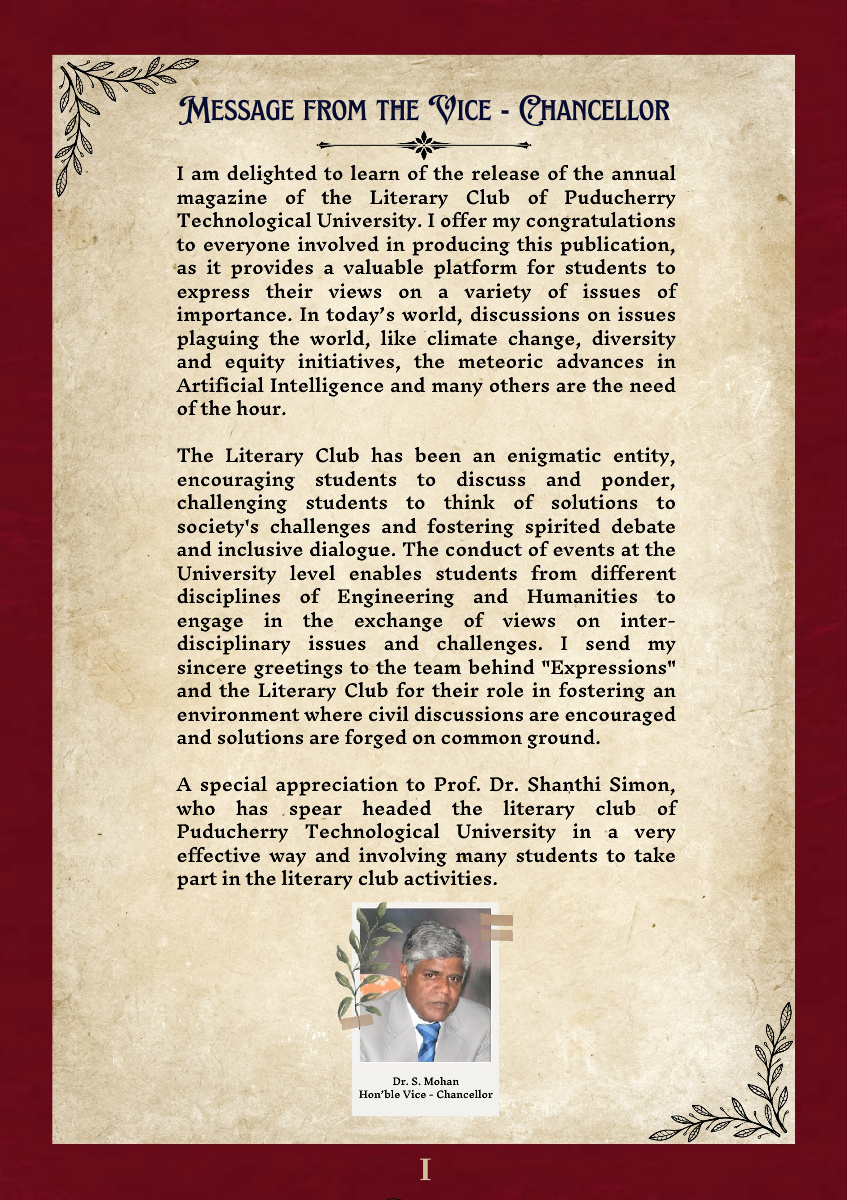 Message from the Vice - Chancellor
I am delighted to learn of the release of the annual
magazine of the Literary Club of Puducherry
Technological University. I offer my congratulations
to everyone involved in producing this publication,
as it provides a valuable platform for students to
express their views on a variety of issues of
importance. In today’s world, discussions on issues
plaguing the world, like climate change, diversity
and equity initiatives, the meteoric advances in
Artificial Intelligence and many others are the need
of the hour.
The Literary Club has been an enigmatic entity,
encouraging students to discuss and ponder,
challenging students to think of solutions to
society's challenges and fostering spirited debate
and inclusive dialogue. The conduct of events at the
University level enables students from different
disciplines of Engineering and Humanities to
engage in the exchange of views on inter-
disciplinary issues and challenges. I send my
sincere greetings to the team behind "Expressions"
and the Literary Club for their role in fostering an
environment where civil discussions are encouraged
and solutions are forged on common ground.
A special appreciation to Prof. Dr. Shanthi Simon,
who has spear headed the literary club of
Puducherry Technological University in a very
effective way and involving many students to take
part in the literary club activities.
Dr. S. Mohan
Hon’ble Vice - Chancellor
I